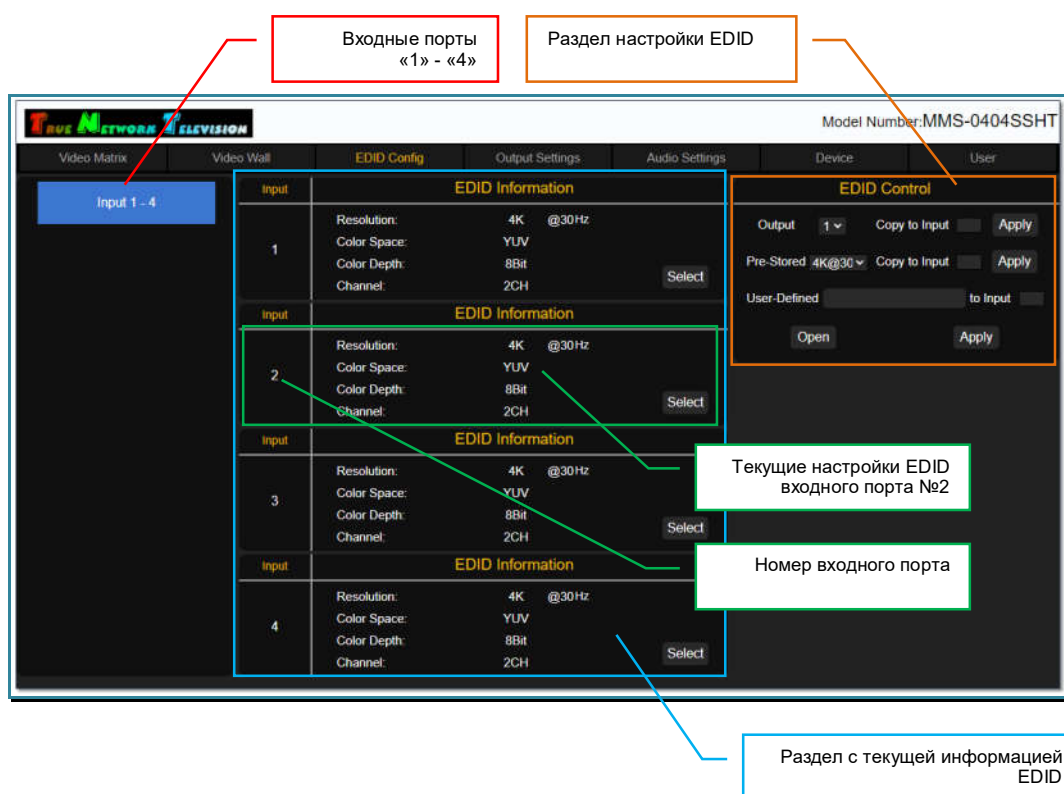 Входные порты
«1» - «4»
Раздел настройки EDID
TRUE NETWORK TELEVISION
Model Number:MMS-0404SSHT
Video Matrix Video Wall EDID Config Output Settings Audio Settings Device User
Input 1 - 4
Input EDID Information
1
Resolution: 4K @30Hz
Color Space: YUV
Color Depth: 8Bit
Channel: 2CH
Select
Input EDID Information
2
Resolution: 4K @30Hz
Color Space: YUV
Color Depth: 8Bit
Channel: 2CH
Select
Input EDID Information
3
Resolution: 4K @30Hz
Color Space: YUV
Color Depth: 8Bit
Channel: 2CH
Select
Input EDID Information
4
Resolution: 4K @30Hz
Color Space: YUV
Color Depth: 8Bit
Channel: 2CH
Select
EDID Control
Output 1 Copy to Input Apply
Pre-Stored 4K@30 Copy to Input Apply
User-Defined to Input
Open Apply
Текущие настройки EDID
входного порта №2
Номер входного порта
Раздел с текущей информацией
EDID